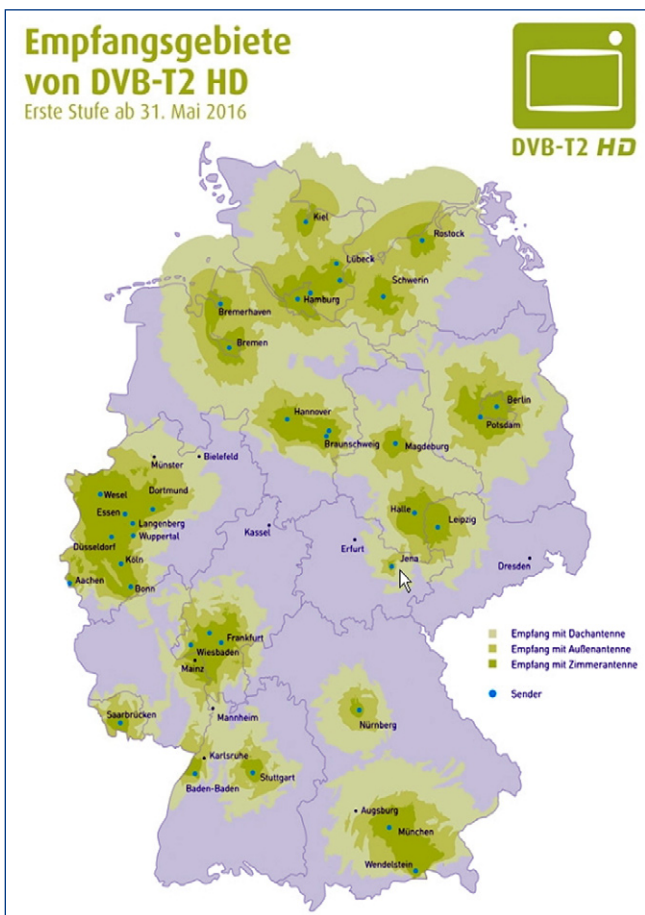 Empfangsgebiete
von DVB-T2 HD
Erste Stufe ab 31. Mai 2016
DVB-T2 HD
Kiel
Rostock
Lübeck
Schwerin
Hamburg
Bremerhaven
Bremen
Hannover
Braunschweig
Magdeburg
Berlin
Potsdam
Münster
Bielefeld
Wesel
Dortmund
Essen
Langenberg
Düsseldorf
Wuppertal
Köln
Aachen
Bonn
Kassel
Halle
Leipzig
Erfurt
Jena
Dresden
Frankfurt
Wiesbaden
Mainz
Empfang mit Dachantenne
Empfang mit Außenantenne
Empfang mit Zimmerantenne
Sender
Saarbrücken
Mannheim
Nürnberg
Karlsruhe
Baden-Baden
Stuttgart
Augsburg
München
Wendelstein